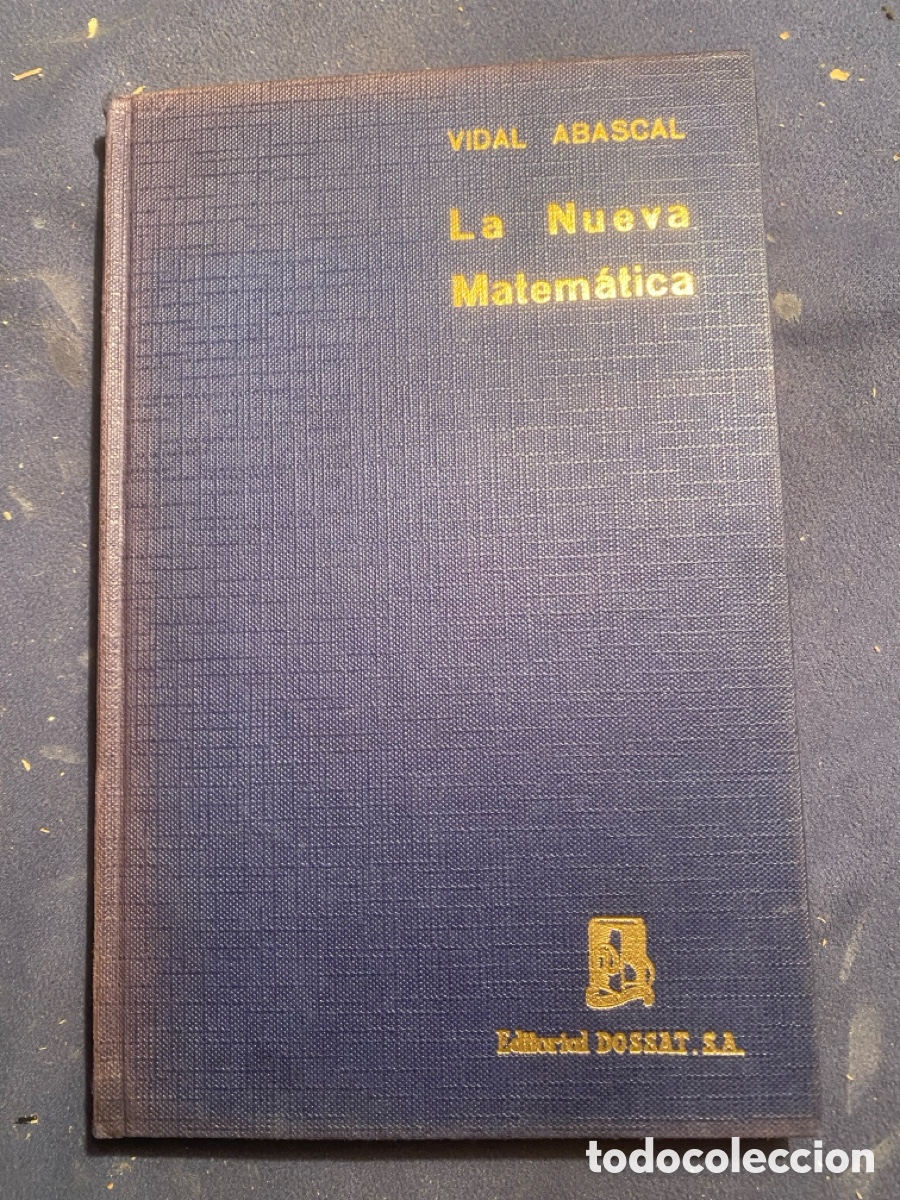 VIDAL ABASCAL
La Nueva
Matemática
Editorial DOSSAT. S.A.
todocoleccion